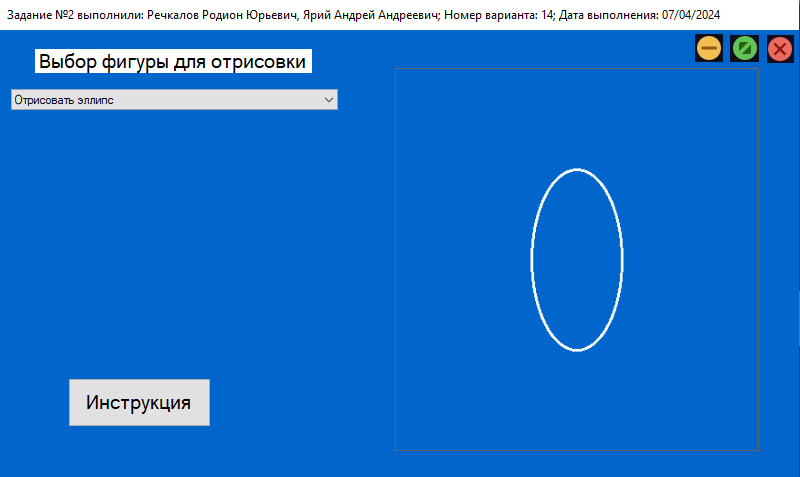 Задание №2 выполнили: Речкалов Родион Юрьевич, Ярий Андрей Андреевич; Номер варианта: 14; Дата выполнения: 07/04/2024
Выбор фигуры для отрисовки
Отрисовать эллипс
Инструкция